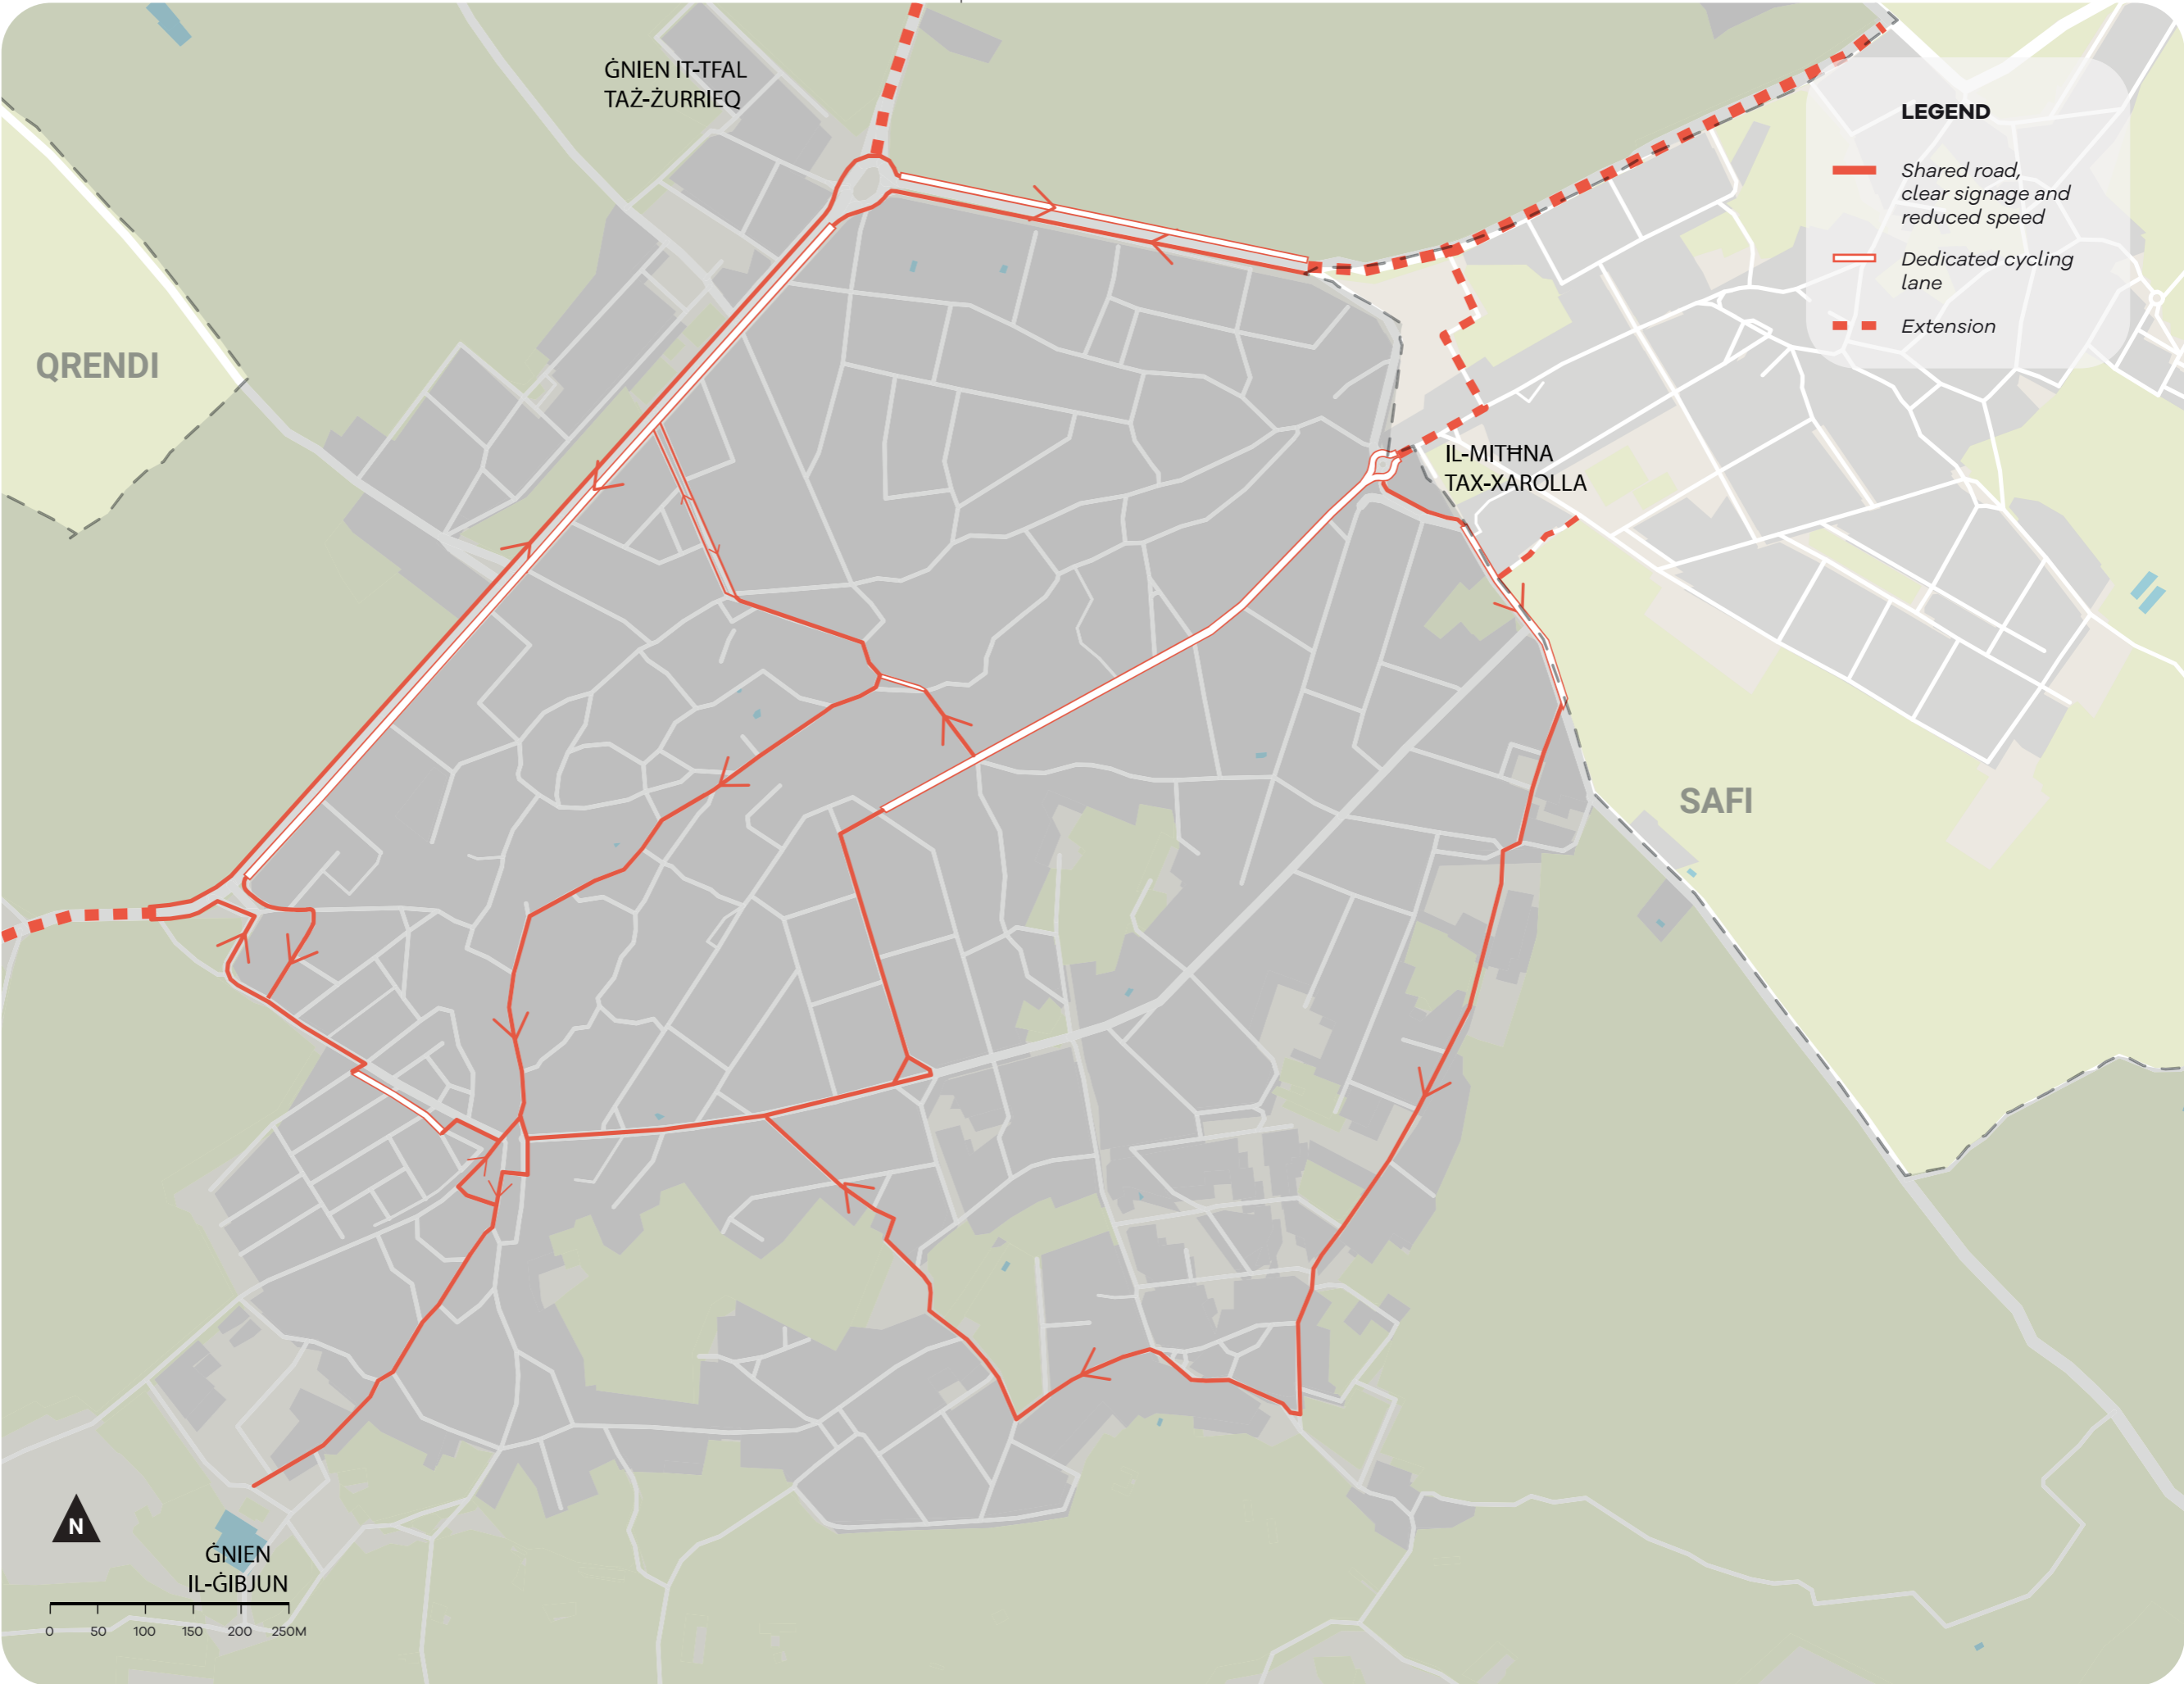 ĠNIEN IT-TFAL
TAŻ-ŻURRIEQ
LEGEND
Shared road,
clear signage and
reduced speed
Dedicated cycling
lane
Extension
QRENDI
IL-MITĦNA
TAX-XAROLLA
SAFI
N
ĠNIEN
IL-ĠIBJUN
0 50 100 150 200 250M